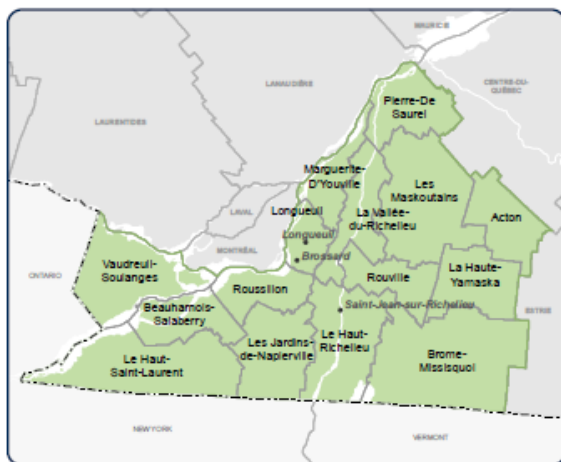 MAURICIE
LANAUDIÈRE
CENTRE-DU-
QUÉBEC
Pierre-De
Saurel
LAURENTIDES
Marguerite-
D'Youville
Les
Maskoutains
Longueuil
La Vallée-
du-Richelieu
Acton
LAVAL
Longueuil
MONTRÉAL
Brossard
ONTARIO
Vaudreuil-
Soulanges
Rouville
La Haute-
Yamaska
Roussillon
Beauharnois-
Salaberry
Saint-Jean-sur-Richelieu
ESTRIE
Les Jardins-
de-Napierville
Le Haut-
Richelieu
Le Haut-
Saint-Laurent
Brome-
Missisquoi
NEW YORK
VERMONT